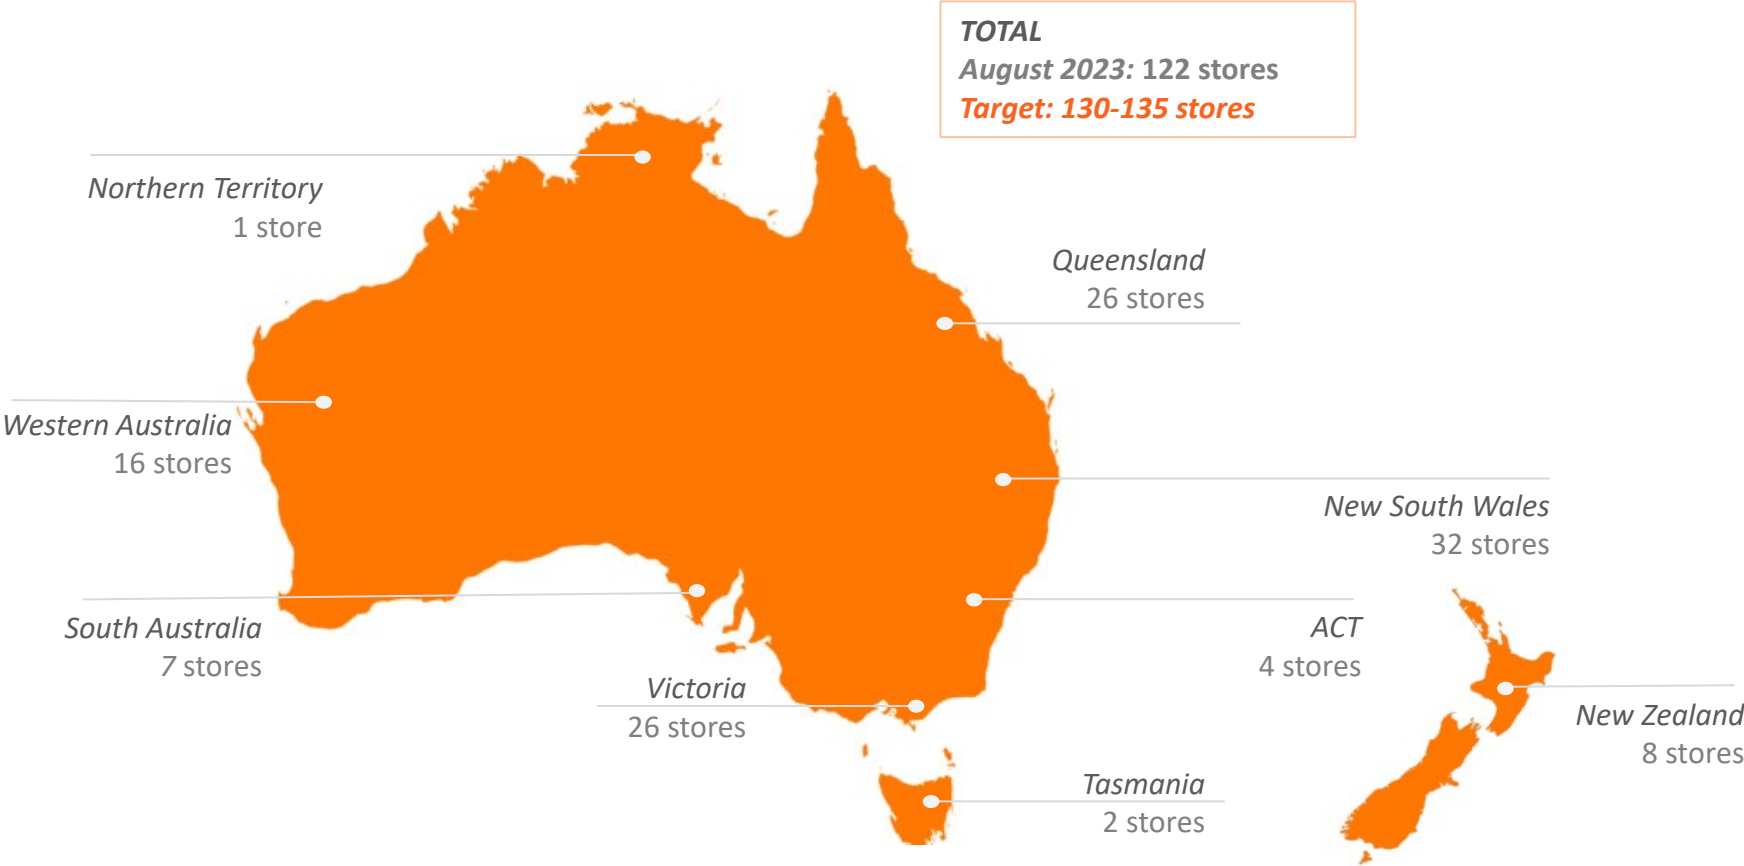 TOTAL
August 2023: 122 stores
Target: 130-135 stores
Northern Territory
1 store
Queensland
26 stores
Western Australia
16 stores
New South Wales
32 stores
South Australia
7 stores
ACT
4 stores
Victoria
26 stores
New Zealand
8 stores
Tasmania
2 stores